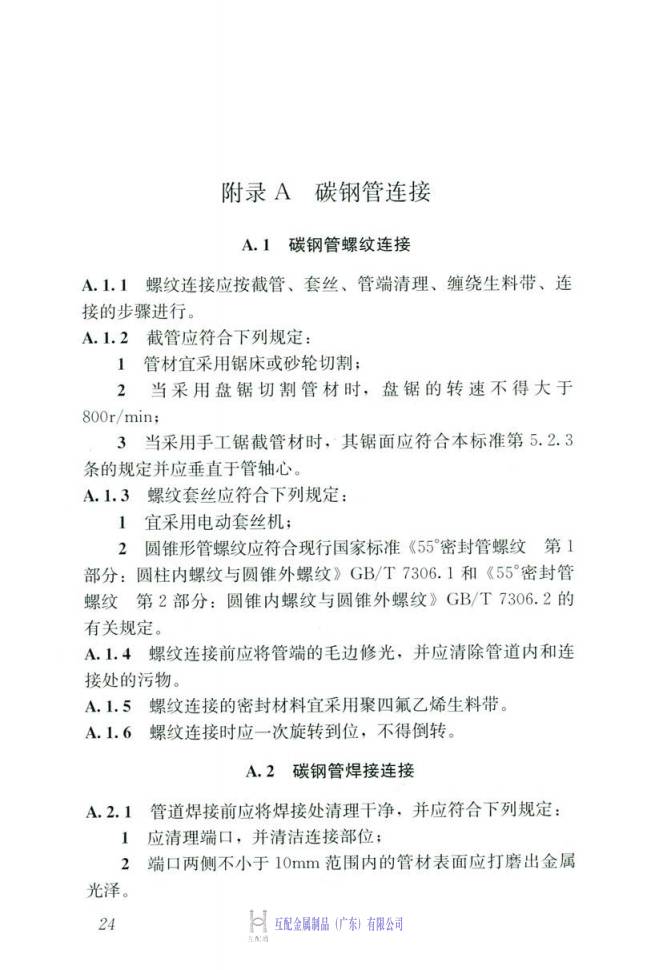 附录 A 碳钢管连接
A.1 碳钢管螺纹连接
A.1.1 螺纹连接应按截管、套丝、管端清理、缠绕生料带、连
接的步骤进行。
A.1.2 截管应符合下列规定：
1 管材宜采用锯床或砂轮切割；
2 当采用盘锯切割管材时，盘锯的转速不得大于
800r/min；
3 当采用手工锯截管材时，其锯面应符合本标准第 5.2.3
条的规定并应垂直于管轴心。
A.1.3 螺纹套丝应符合下列规定：
1 宜采用电动套丝机；
2 圆锥形管螺纹应符合现行国家标准《55°密封管螺纹 第 1
部分：圆柱内螺纹与圆锥外螺纹》GB/T 7306.1 和《55°密封管
螺纹 第 2 部分：圆锥内螺纹与圆锥外螺纹》GB/T 7306.2 的
有关规定。
A.1.4 螺纹连接前应将管端的毛边修光，并应清除管道内和连
接处的污物。
A.1.5 螺纹连接的密封材料宜采用聚四氟乙烯生料带。
A.1.6 螺纹连接时应一次旋转到位，不得倒转。
A.2 碳钢管焊接连接
A.2.1 管道焊接前应将焊接处清理干净，并应符合下列规定：
1 应清理端口，并清洁连接部位；
2 端口两侧不小于 10mm 范围内的管材表面应打磨出金属
光泽。
24
互配金属制品（广东）有限公司